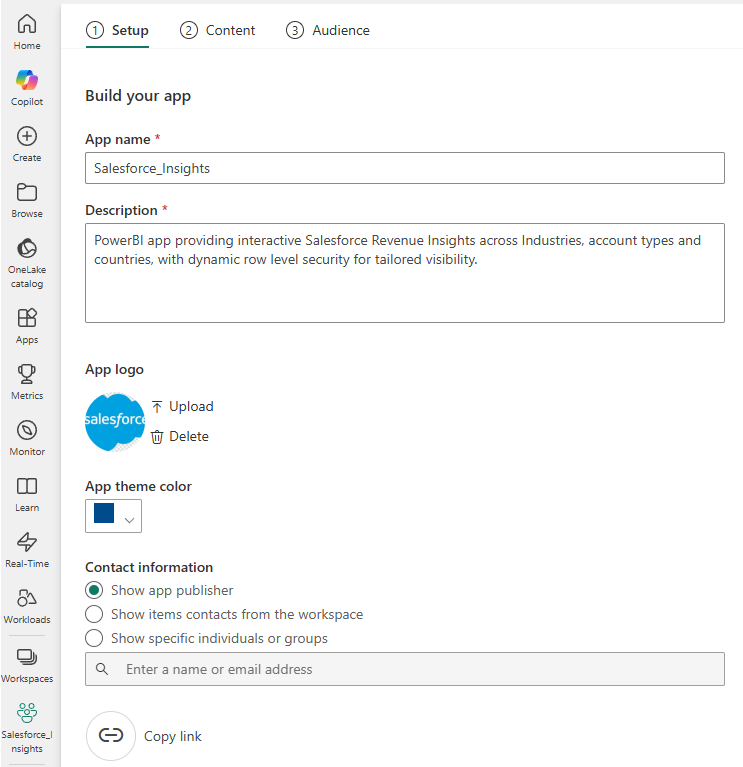 Home
Copilot
Create
Browse
OneLake
catalog
Apps
Metrics
Monitor
Learn
Real-Time
Workloads
Workspaces
Salesforce_I
nsights
1 Setup
2 Content
3 Audience
Build your app
App name *
Salesforce_Insights
Description *
PowerBI app providing interactive Salesforce Revenue Insights across Industries, account types and
countries, with dynamic row level security for tailored visibility.
App logo
salesforce
Upload
Delete
App theme color
Contact information
Show app publisher
Show items contacts from the workspace
Show specific individuals or groups
Enter a name or email address
Copy link